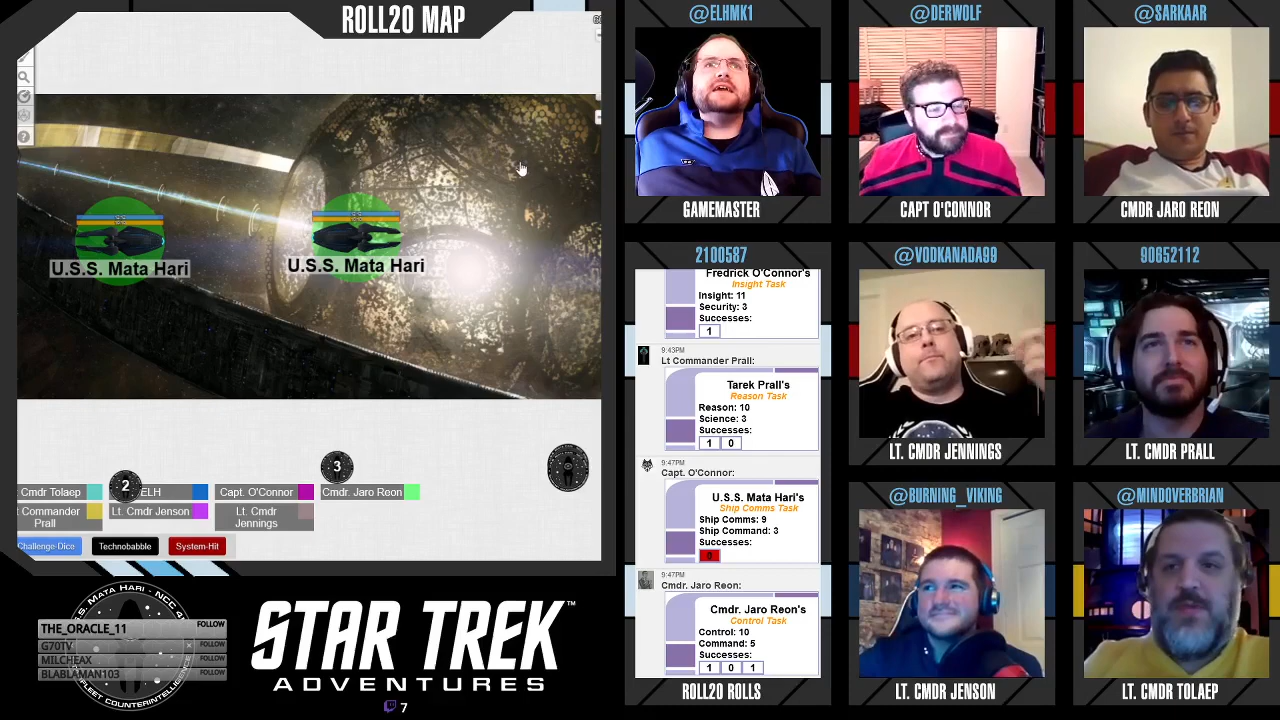 ROLL20 MAP
U.S.S. Mata Hari
U.S.S. Mata Hari
2
3
Cmdr Tolaep
ELH
Capt. O'Connor
Cmdr. Jaro Reon
Commander
Prall
Lt. Cmdr Jenson
Lt. Cmdr
Jennings
Challenge-Dice
Technobabble
System-Hit
THE_ORACLE_11 FOLLOW
G70TV FOLLOW
MILCHEAX FOLLOW
BLABLAMAN103 FOLLOW
STAR TREK™
ADVENTURES
7
@ELHMK1
GAMEMASTER
@DERWOLF
CAPT O'CONNOR
@SARKAAR
CMDR JARO REON
2100587
Fredrick O'Connor's
Insight Task
Insight: 11
Security: 3
Successes:
1
9:43PM
Lt Commander Prall:
Tarek Prall's
Reason Task
Reason: 10
Science: 3
Successes:
1 0
9:47PM
Capt. O'Connor:
U.S.S. Mata Hari's
Ship Comms Task
Ship Comms: 9
Ship Command: 3
Successes:
0
9:47PM
Cmdr. Jaro Reon:
Cmdr. Jaro Reon's
Control Task
Control: 10
Command: 5
Successes:
1 0 1
ROLL20 ROLLS
@VODKANADA99
LT. CMDR JENNINGS
90652112
LT. CMDR PRALL
@BURNING_VIKING
LT. CMDR JENSON
@MINDOVERBRIAN
LT. CMDR TOLAEP